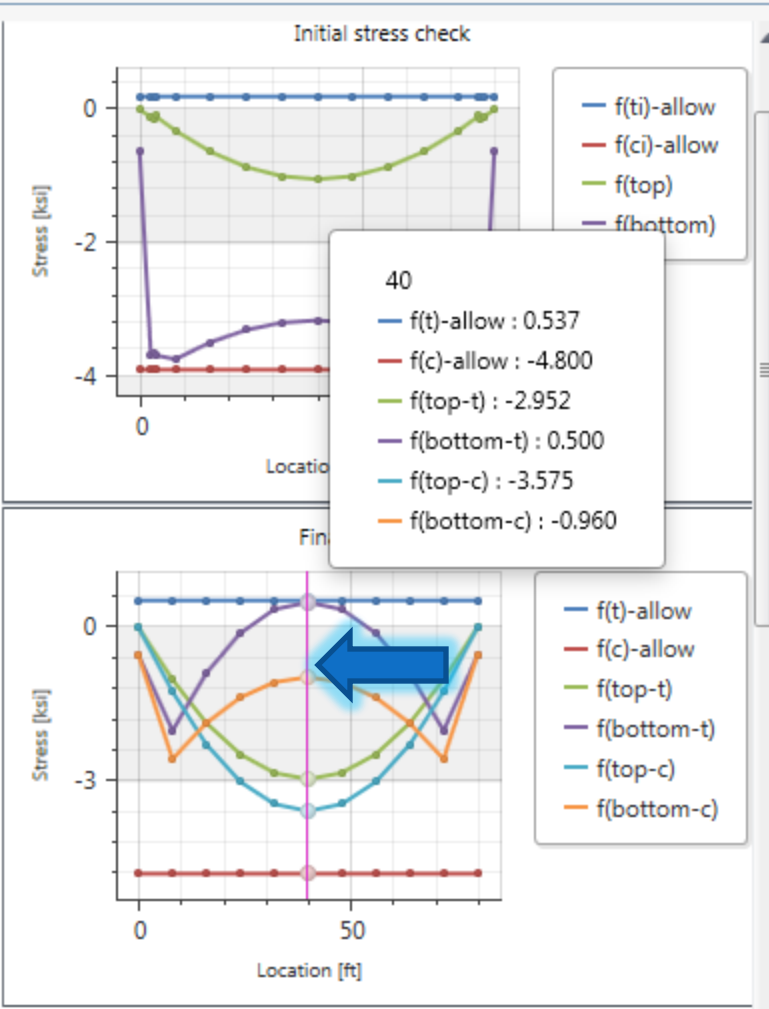 Initial stress check
0
-2
-4
Stress [ksi]
0
Locatio
f(ti)-allow
f(ci)-allow
f(top)
f(bottom)
40
f(t)-allow : 0.537
f(c)-allow : -4.800
f(top-t) : -2.952
f(bottom-t) : 0.500
f(top-c) : -3.575
f(bottom-c) : -0.960
Fin
0
-3
Stress [ksi]
0
50
Location [ft]
f(t)-allow
f(c)-allow
f(top-t)
f(bottom-t)
f(top-c)
f(bottom-c)